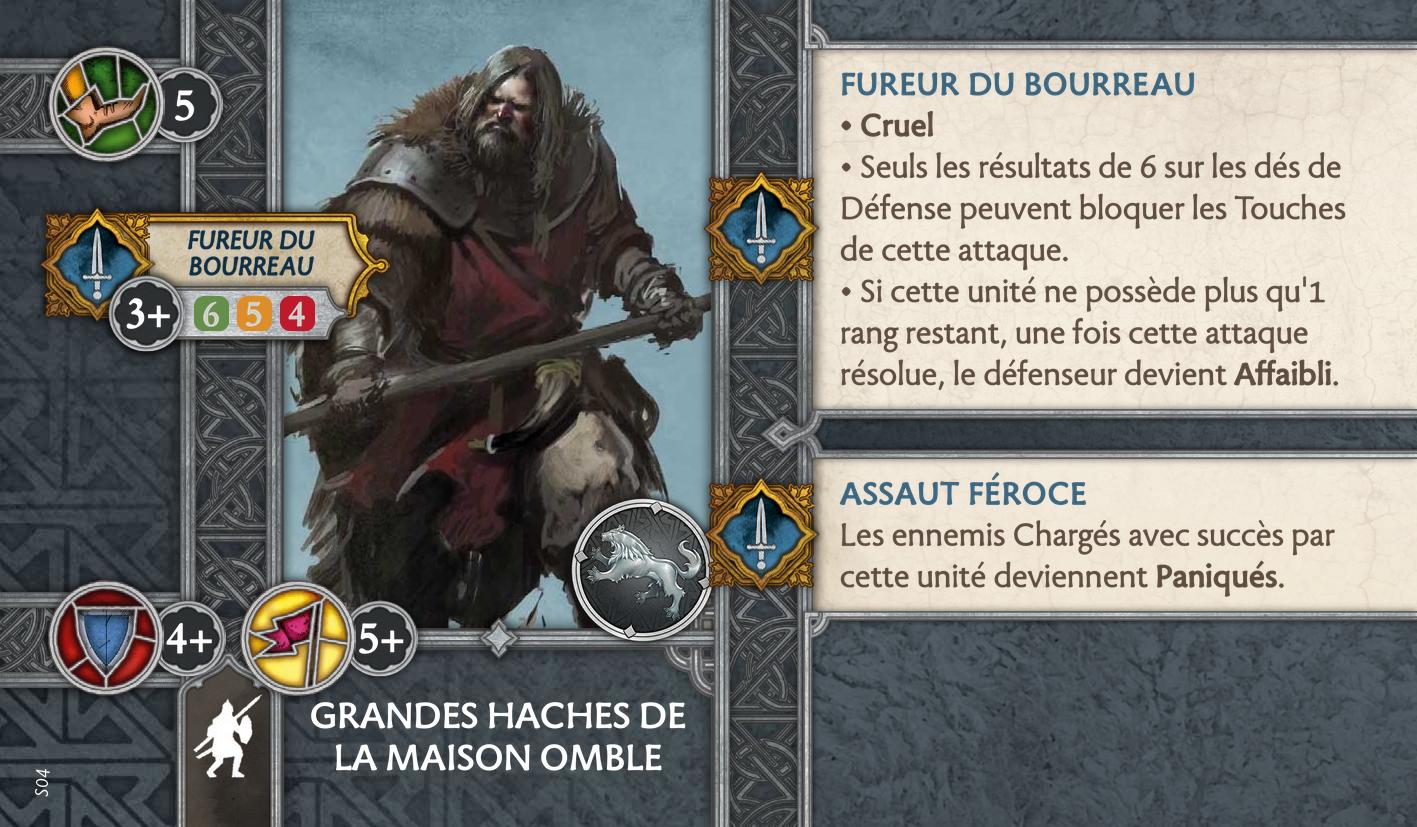 5
FUREUR DU
BOURREAU
3+ 6 5 4
4+ 5+
GRANDES HACHES DE
LA MAISON OMBLE
S04
FUREUR DU BOURREAU
• Cruel
• Seuls les résultats de 6 sur les dés de
Défense peuvent bloquer les Touches
de cette attaque.
• Si cette unité ne possède plus qu'1
rang restant, une fois cette attaque
résolue, le défenseur devient Affaibli.
ASSAUT FÉROCE
Les ennemis Chargés avec succès par
cette unité deviennent Paniqués.